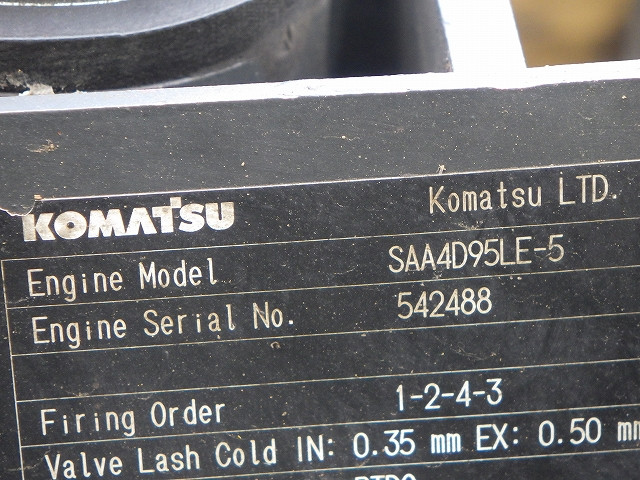 KOMATSU Komatsu LTD.
Engine Model SAA4D95LE-5
Engine Serial No. 542488
Firing Order 1-2-4-3
Valve Lash Cold IN: 0.35 mm EX: 0.50 mm